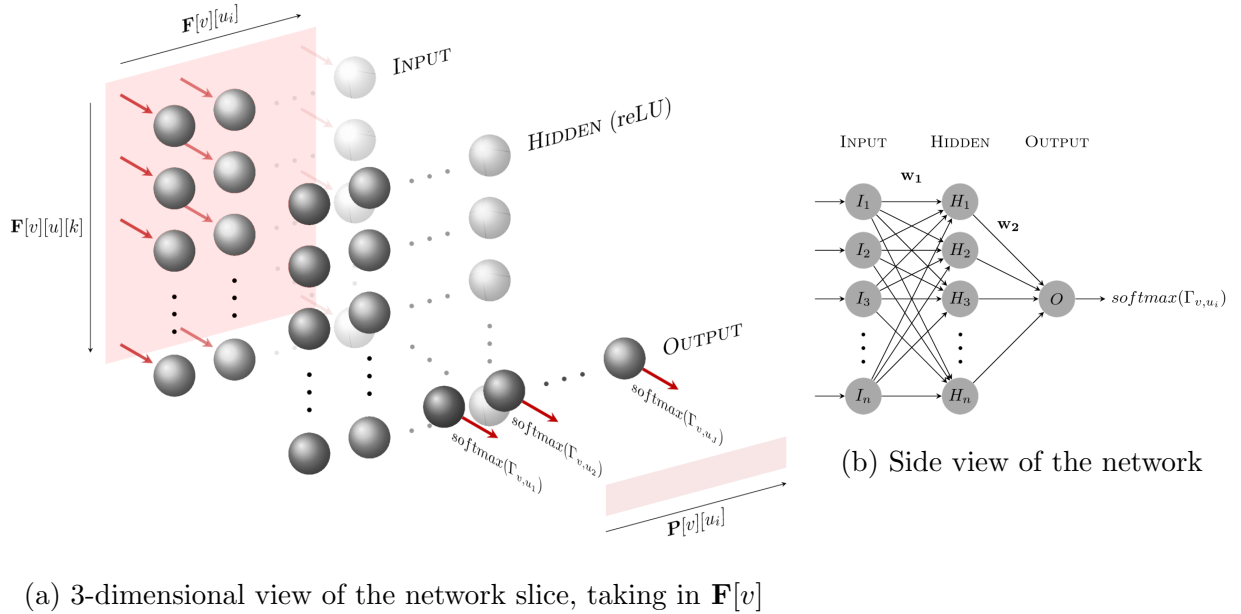 F[v][u_i]
INPUT
HIDDEN (reLU)
F[v][u][k]
OUTPUT
softmax(Γ_{v,u_1})
softmax(Γ_{v,u_2})
softmax(Γ_{v,u_J})
P[v][u_i]
(a) 3-dimensional view of the network slice, taking in F[v]
INPUT HIDDEN OUTPUT
w_1
w_2
I_1 H_1
I_2 H_2
I_3 H_3 O softmax(Γ_{v,u_i})
I_n H_n
(b) Side view of the network